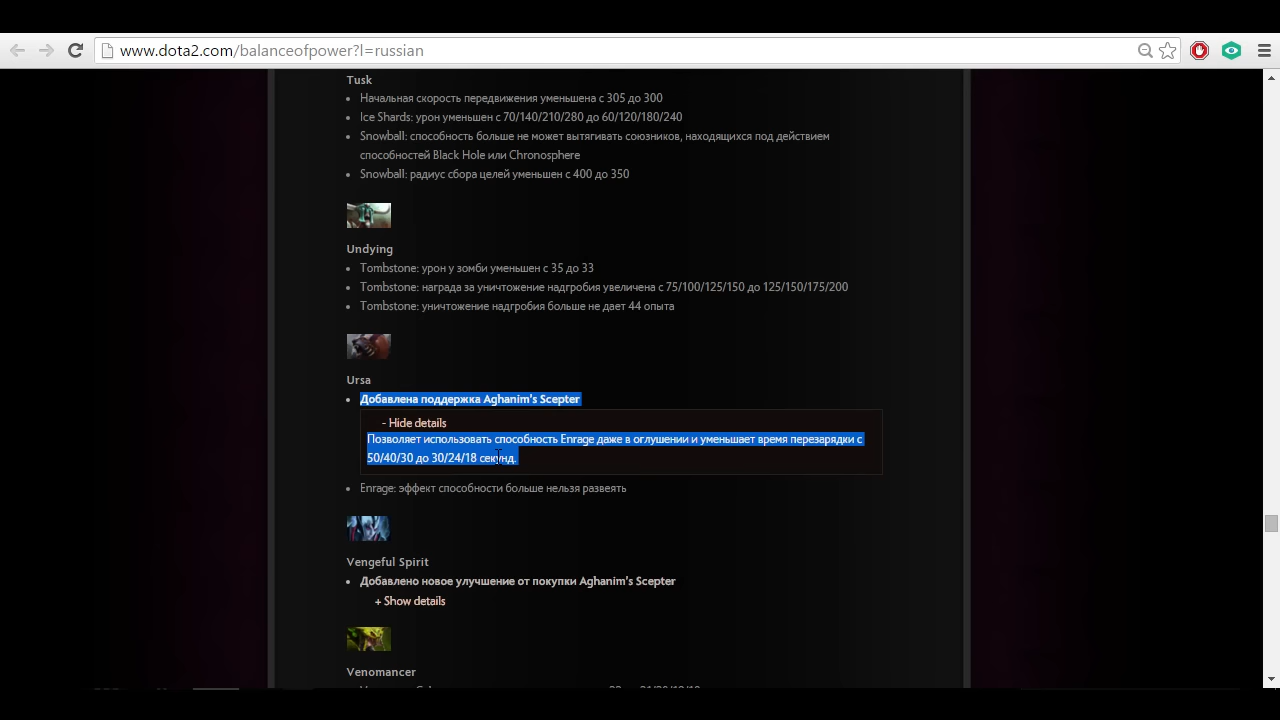 www.dota2.com/balanceofpower?l=russian
Tusk
Начальная скорость передвижения уменьшена с 305 до 300
Ice Shards: урон уменьшен с 70/140/210/280 до 60/120/180/240
Snowball: способность больше не может вытягивать союзников, находящихся под действием
способностей Black Hole или Chronosphere
Snowball: радиус сбора целей уменьшен с 400 до 350
Undying
Tombstone: урон у зомби уменьшен с 35 до 33
Tombstone: награда за уничтожение надгробия увеличена с 75/100/125/150 до 125/150/175/200
Tombstone: уничтожение надгробия больше не дает 44 опыта
Ursa
Добавлена поддержка Aghanim's Scepter
- Hide details
Позволяет использовать способность Enrage даже в оглушении и уменьшает время перезарядки с
50/40/30 до 30/24/18 секунд.
Enrage: эффект способности больше нельзя развеять
Vengeful Spirit
Добавлено новое улучшение от покупки Aghanim's Scepter
+ Show details
Venomancer